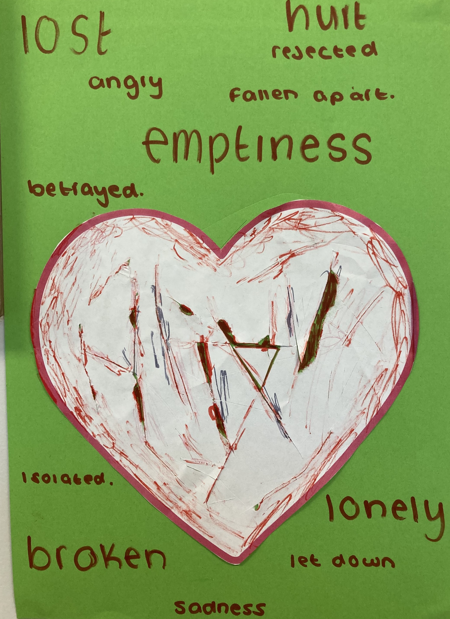 lost
hurt
rejected
angry
Fallen apart.
emptiness
betrayed.
Isolated.
lonely
broken
let down
sadness